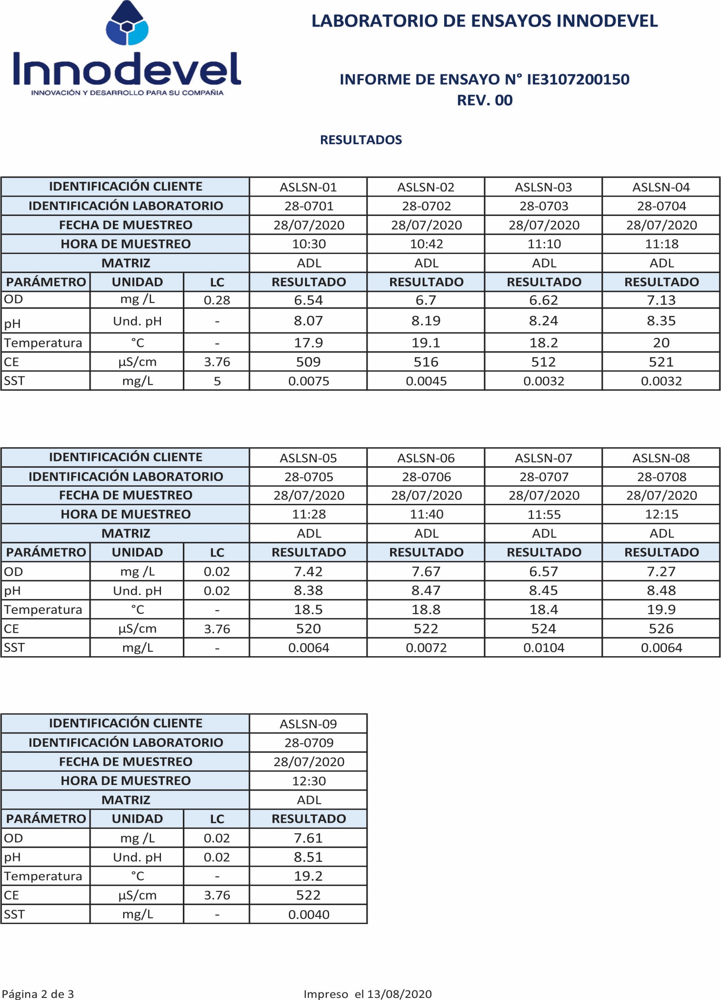 Innodevel
INNOVACIÓN Y DESARROLLO PARA SU COMPAÑIA
LABORATORIO DE ENSAYOS INNODEVEL
INFORME DE ENSAYO N° IE3107200150
REV. 00
RESULTADOS
IDENTIFICACIÓN CLIENTE ASLSN-01 ASLSN-02 ASLSN-03 ASLSN-04
IDENTIFICACIÓN LABORATORIO 28-0701 28-0702 28-0703 28-0704
FECHA DE MUESTREO 28/07/2020 28/07/2020 28/07/2020 28/07/2020
HORA DE MUESTREO 10:30 10:42 11:10 11:18
MATRIZ ADL ADL ADL ADL
PARÁMETRO UNIDAD LC RESULTADO RESULTADO RESULTADO RESULTADO
OD mg /L 0.28 6.54 6.7 6.62 7.13
pH Und. pH - 8.07 8.19 8.24 8.35
Temperatura °C - 17.9 19.1 18.2 20
CE µS/cm 3.76 509 516 512 521
SST mg/L 5 0.0075 0.0045 0.0032 0.0032
IDENTIFICACIÓN CLIENTE ASLSN-05 ASLSN-06 ASLSN-07 ASLSN-08
IDENTIFICACIÓN LABORATORIO 28-0705 28-0706 28-0707 28-0708
FECHA DE MUESTREO 28/07/2020 28/07/2020 28/07/2020 28/07/2020
HORA DE MUESTREO 11:28 11:40 11:55 12:15
MATRIZ ADL ADL ADL ADL
PARÁMETRO UNIDAD LC RESULTADO RESULTADO RESULTADO RESULTADO
OD mg /L 0.02 7.42 7.67 6.57 7.27
pH Und. pH 0.02 8.38 8.47 8.45 8.48
Temperatura °C - 18.5 18.8 18.4 19.9
CE µS/cm 3.76 520 522 524 526
SST mg/L - 0.0064 0.0072 0.0104 0.0064
IDENTIFICACIÓN CLIENTE ASLSN-09
IDENTIFICACIÓN LABORATORIO 28-0709
FECHA DE MUESTREO 28/07/2020
HORA DE MUESTREO 12:30
MATRIZ ADL
PARÁMETRO UNIDAD LC RESULTADO
OD mg /L 0.02 7.61
pH Und. pH 0.02 8.51
Temperatura °C - 19.2
CE µS/cm 3.76 522
SST mg/L - 0.0040
Página 2 de 3 Impreso el 13/08/2020